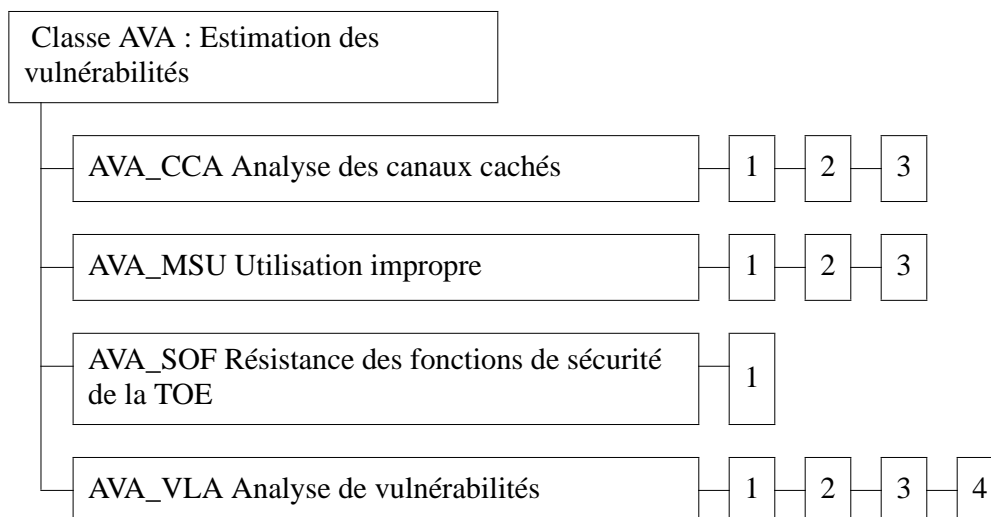 Classe AVA : Estimation des
vulnérabilités
AVA_CCA Analyse des canaux cachés 1 2 3
AVA_MSU Utilisation impropre 1 2 3
AVA_SOF Résistance des fonctions de sécurité
de la TOE 1
AVA_VLA Analyse de vulnérabilités 1 2 3 4